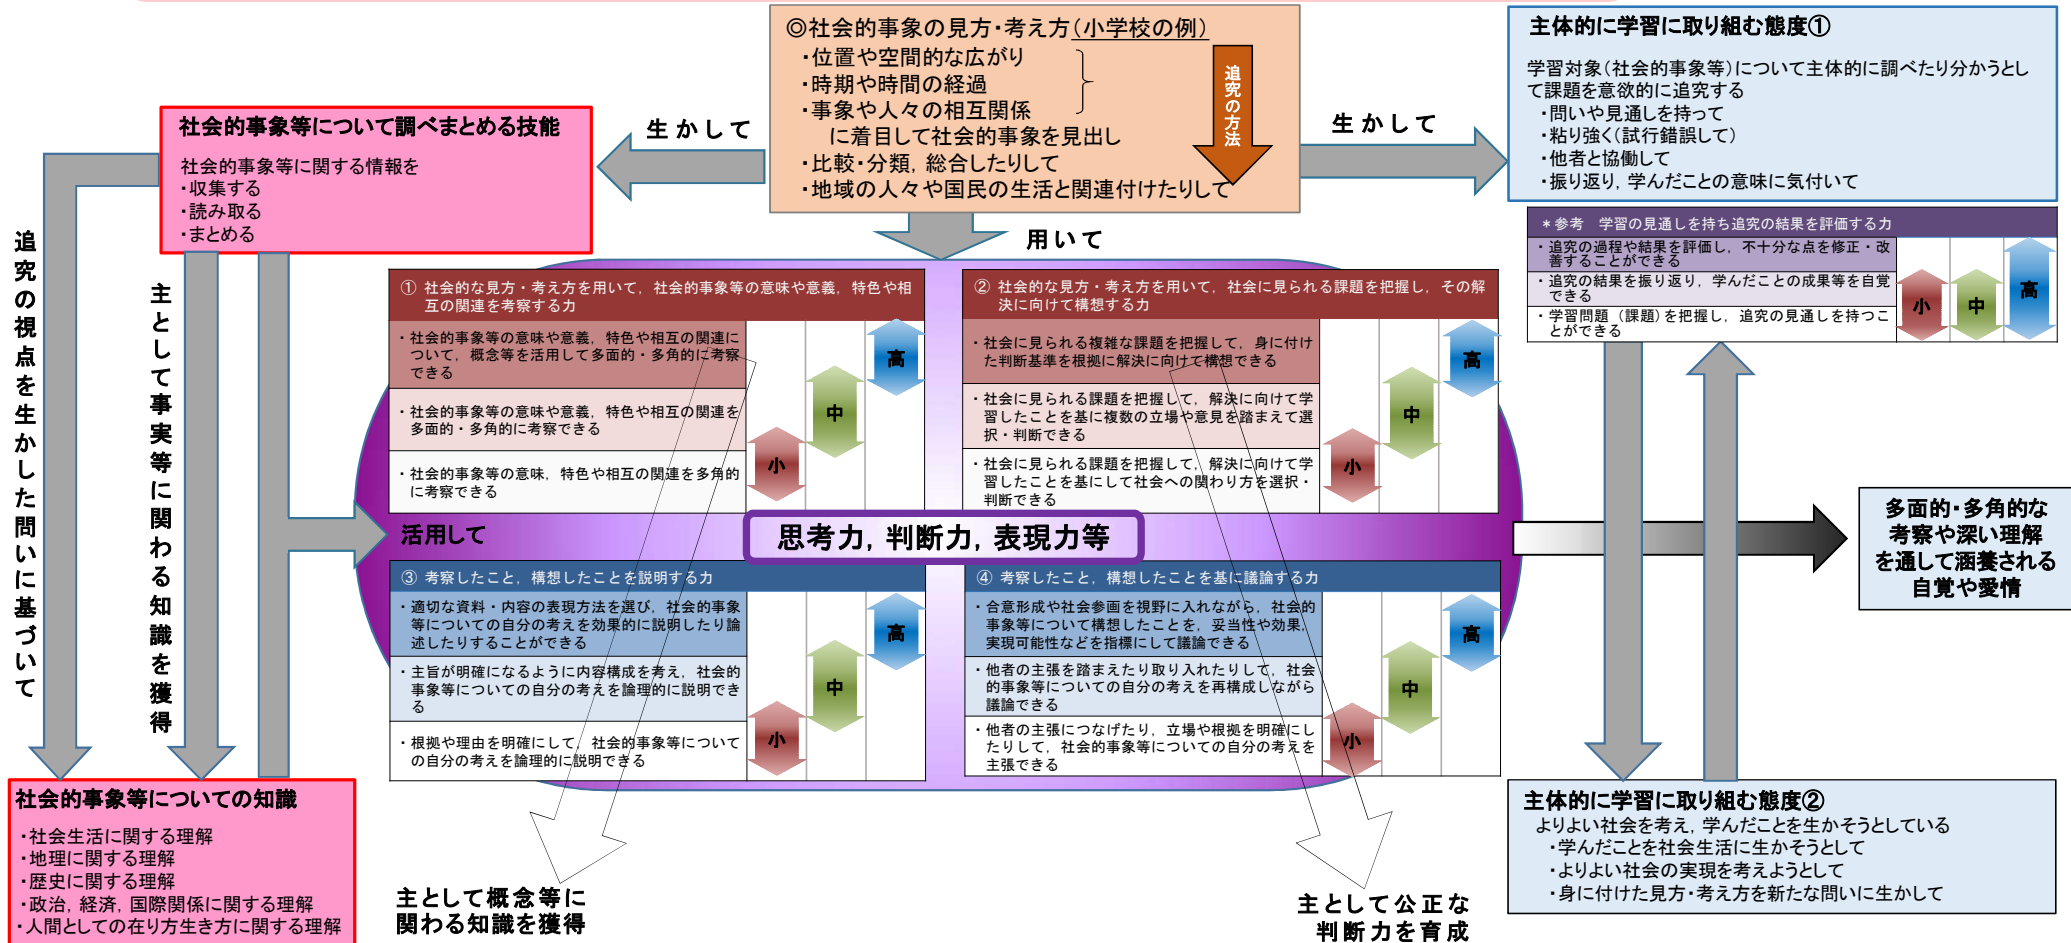 ◎社会的事象の見方・考え方(小学校の例)
・位置や空間的な広がり
・時期や時間の経過
・事象や人々の相互関係
に着目して社会的事象を見出し
・比較・分類，総合したりして
・地域の人々や国民の生活と関連付けたりして
追究の方法
生かして
生かして
用いて
主体的に学習に取り組む態度①
学習対象(社会的事象等)について主体的に調べたり分かろうとし
て課題を意欲的に追究する
・問いや見通しを持って
・粘り強く(試行錯誤して)
・他者と協働して
・振り返り，学んだことの意味に気付いて
社会的事象等について調べまとめる技能
社会的事象等に関する情報を
・収集する
・読み取る
・まとめる
追究の視点を生かした問いに基づいて
主として事実等に関わる知識を獲得
＊参考　学習の見通しを持ち追究の結果を評価する力
・追究の過程や結果を評価し，不十分な点を修正・改
善することができる
・追究の結果を振り返り，学んだことの成果等を自覚
できる
・学習問題（課題）を把握し，追究の見通しを持つこ
とができる
小
中
高
① 社会的な見方・考え方を用いて，社会的事象等の意味や意義，特色や相
互の関連を考察する力
・社会的事象等の意味や意義，特色や相互の関連に
ついて，概念等を活用して多面的・多角的に考察
できる
・社会的事象等の意味や意義，特色や相互の関連を
多面的・多角的に考察できる
・社会的事象等の意味，特色や相互の関連を多角的
に考察できる
小
中
高
② 社会的な見方・考え方を用いて，社会に見られる課題を把握し，その解
決に向けて構想する力
・社会に見られる複雑な課題を把握して，身に付け
た判断基準を根拠に解決に向けて構想できる
・社会に見られる課題を把握して，解決に向けて学
習したことを基に複数の立場や意見を踏まえて選
択・判断できる
・社会に見られる課題を把握して，解決に向けて学
習したことを基にして社会への関わり方を選択・
判断できる
小
中
高
活用して
思考力，判断力，表現力等
③ 考察したこと，構想したことを説明する力
・適切な資料・内容の表現方法を選び，社会的事象
等についての自分の考えを効果的に説明したり論
述したりすることができる
・主旨が明確になるように内容構成を考え，社会的
事象等についての自分の考えを論理的に説明でき
る
・根拠や理由を明確にして，社会的事象等について
の自分の考えを論理的に説明できる
小
中
高
④ 考察したこと，構想したことを基に議論する力
・合意形成や社会参画を視野に入れながら，社会的
事象等について構想したことを，妥当性や効果，
実現可能性などを指標にして議論できる
・他者の主張を踏まえたり取り入れたりして，社会
的事象等についての自分の考えを再構成しながら
議論できる
・他者の主張につなげたり，立場や根拠を明確にし
たりして，社会的事象等についての自分の考えを
主張できる
小
中
高
多面的・多角的な
考察や深い理解
を通して涵養される
自覚や愛情
社会的事象等についての知識
・社会生活に関する理解
・地理に関する理解
・歴史に関する理解
・政治，経済，国際関係に関する理解
・人間としての在り方生き方に関する理解
主として概念等に
関わる知識を獲得
主として公正な
判断力を育成
主体的に学習に取り組む態度②
よりよい社会を考え，学んだことを生かそうとしている
・学んだことを社会生活に生かそうとして
・よりよい社会の実現を考えようとして
・身に付けた見方・考え方を新たな問いに生かして